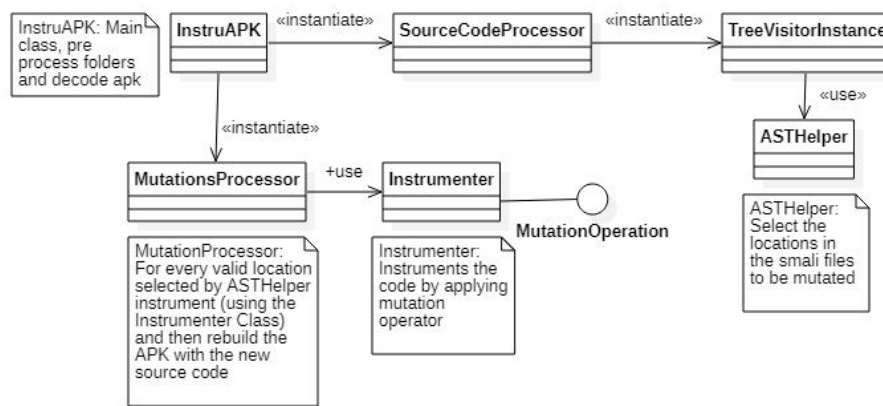 InstruAPK: Main
class, pre
process folders
and decode apk
InstruAPK
«instantiate»
SourceCodeProcessor
«instantiate»
TreeVisitorInstance
«use»
ASTHelper
«instantiate»
MutationsProcessor
+use
Instrumenter
MutationOperation
ASTHelper:
Select the
locations in
the smali files
to be mutated
MutationProcessor:
For every valid location
selected by ASTHelper
instrument (using the
Instrumenter Class)
and then rebuild the
APK with the new
source code
Instrumenter:
Instruments the
code by applying
mutation
operator